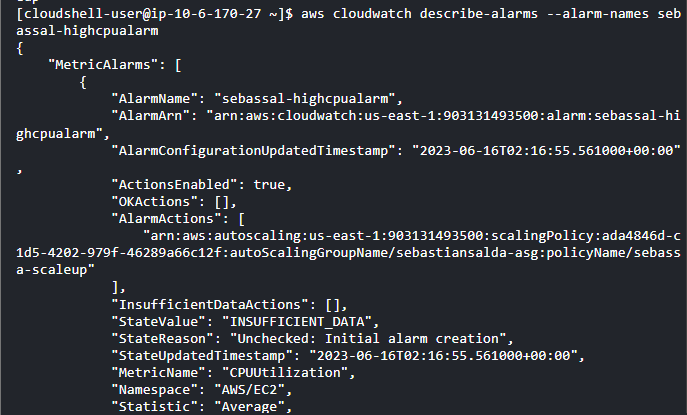 [cloudshell-user@ip-10-6-170-27 ~]$ aws cloudwatch describe-alarms --alarm-names seb
assal-highcpualarm
{
    "MetricAlarms": [
        {
            "AlarmName": "sebassal-highcpualarm",
            "AlarmArn": "arn:aws:cloudwatch:us-east-1:903131493500:alarm:sebassal-hi
ghcpualarm",
            "AlarmConfigurationUpdatedTimestamp": "2023-06-16T02:16:55.561000+00:00"
,
            "ActionsEnabled": true,
            "OKActions": [],
            "AlarmActions": [
                "arn:aws:autoscaling:us-east-1:903131493500:scalingPolicy:ada4846d-c
1d5-4202-979f-46289a66c12f:autoScalingGroupName/sebastiansalda-asg:policyName/sebass
a-scaleup"
            ],
            "InsufficientDataActions": [],
            "StateValue": "INSUFFICIENT_DATA",
            "StateReason": "Unchecked: Initial alarm creation",
            "StateUpdatedTimestamp": "2023-06-16T02:16:55.561000+00:00",
            "MetricName": "CPUUtilization",
            "Namespace": "AWS/EC2",
            "Statistic": "Average",